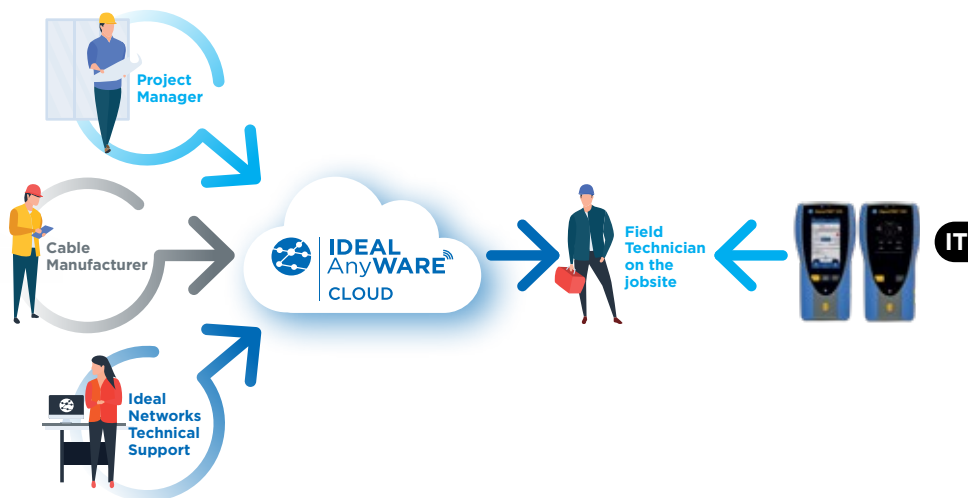 Project
Manager
Cable
Manufacturer
IDEAL
AnyWARE
CLOUD
Field
Technician
on the
jobsite
IT
Ideal
Networks
Technical
Support